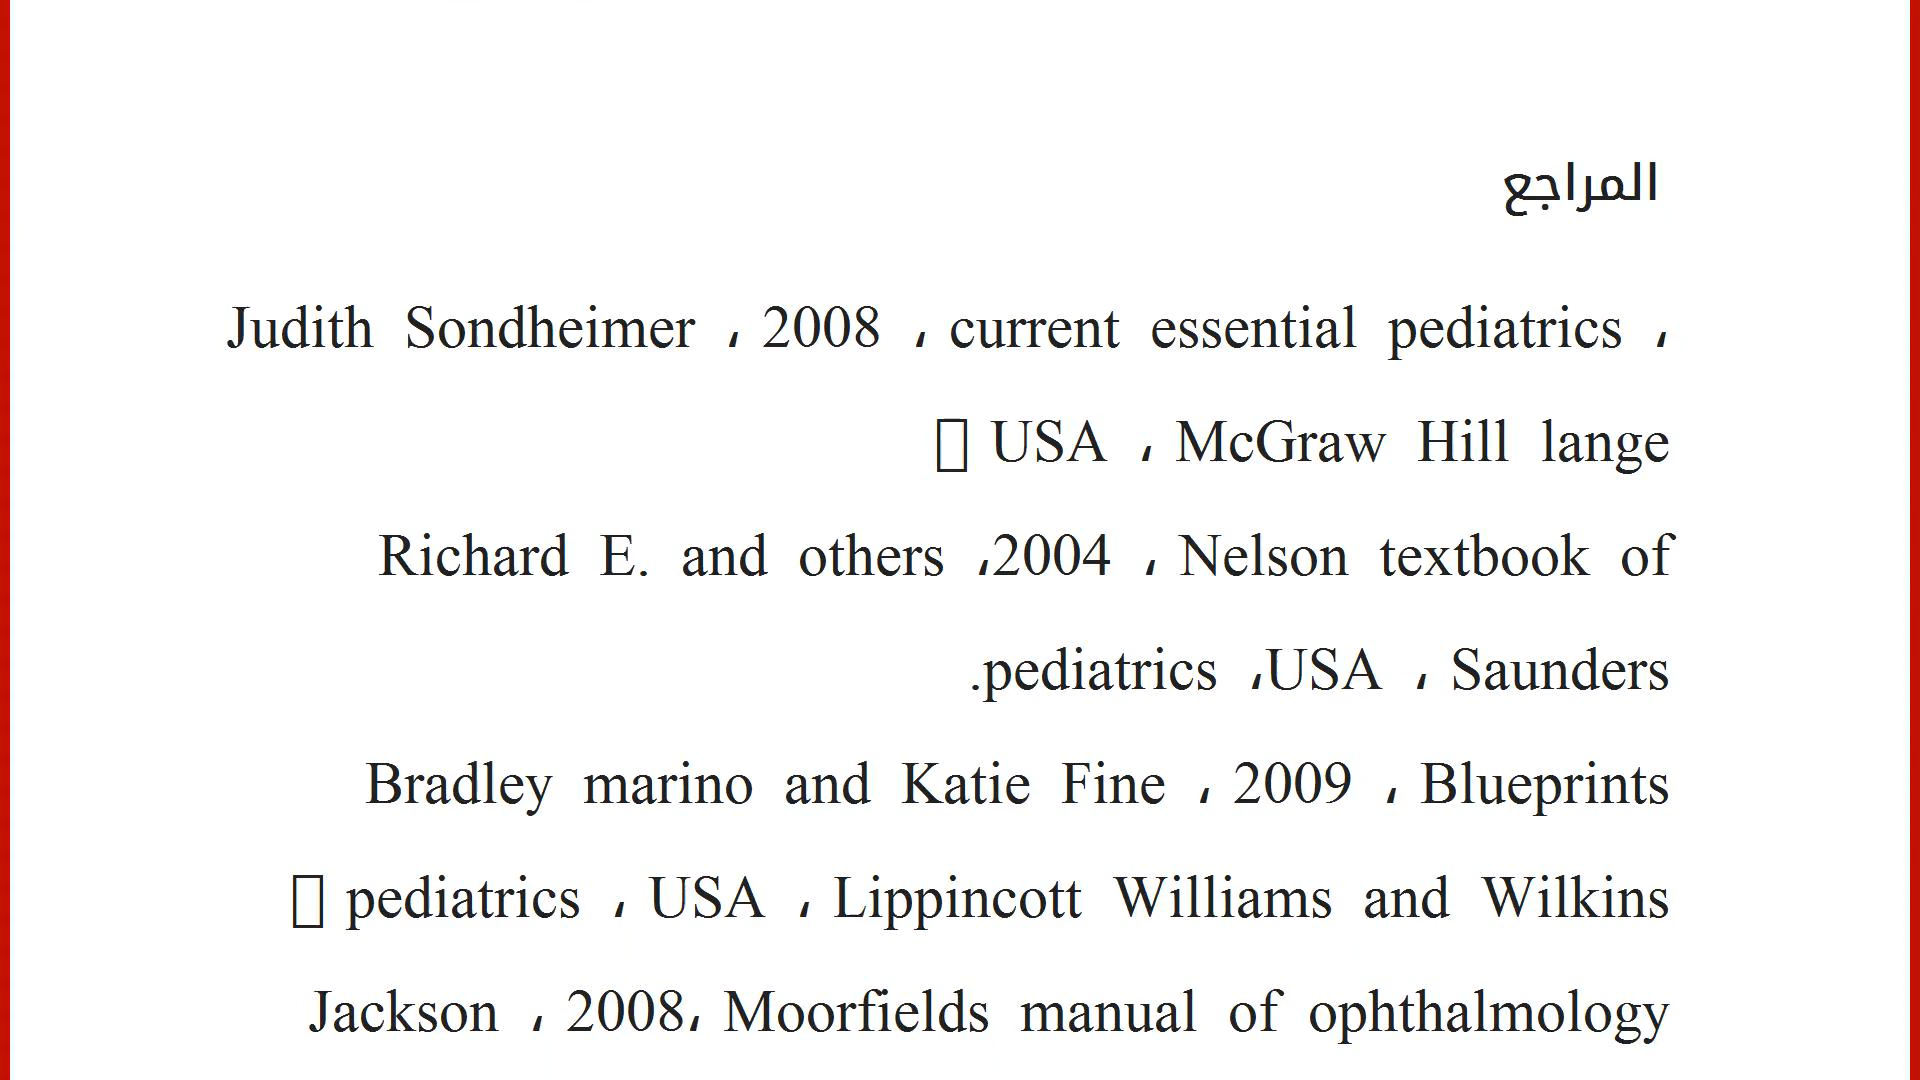 المراجع
Judith Sondheimer ، 2008 ، current essential pediatrics ،
USA ، McGraw Hill lange
Richard E. and others ،2004 ، Nelson textbook of
.pediatrics ،USA ، Saunders
Bradley marino and Katie Fine ، 2009 ، Blueprints
pediatrics ، USA ، Lippincott Williams and Wilkins
Jackson ، 2008، Moorfields manual of ophthalmology